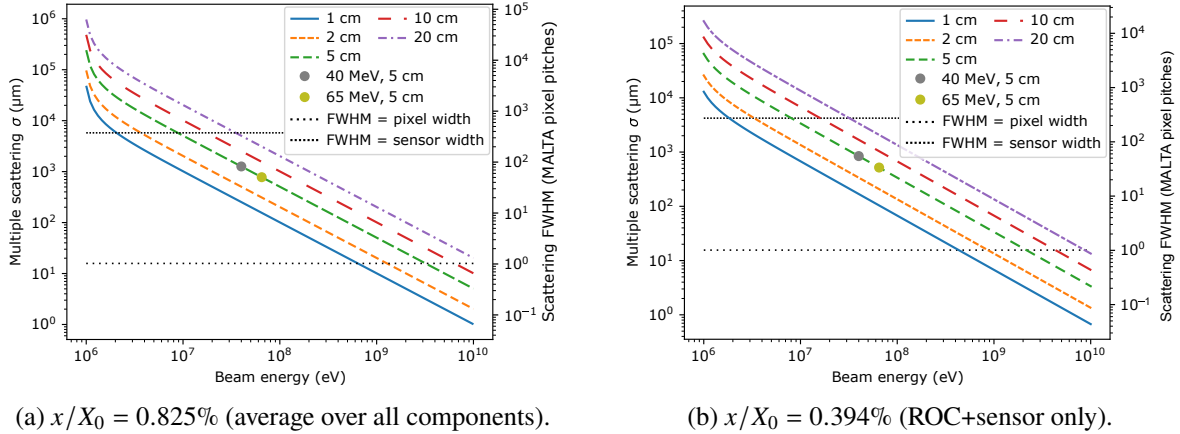 10⁶
10⁵
10⁴
10³
10²
10¹
10⁰
Multiple scattering σ (μm)
1 cm
2 cm
5 cm
40 MeV, 5 cm
65 MeV, 5 cm
FWHM = pixel width
FWHM = sensor width
10 cm
20 cm
10⁵
10⁴
10³
10²
10¹
10⁰
10⁻¹
Scattering FWHM (MALTA pixel pitches)
10⁶ 10⁷ 10⁸ 10⁹ 10¹⁰
Beam energy (eV)
(a) x/X₀ = 0.825% (average over all components).
10⁵
10⁴
10³
10²
10¹
10⁰
Multiple scattering σ (μm)
1 cm
2 cm
5 cm
40 MeV, 5 cm
65 MeV, 5 cm
FWHM = pixel width
FWHM = sensor width
10 cm
20 cm
10⁴
10³
10²
10¹
10⁰
10⁻¹
Scattering FWHM (MALTA pixel pitches)
10⁶ 10⁷ 10⁸ 10⁹ 10¹⁰
Beam energy (eV)
(b) x/X₀ = 0.394% (ROC+sensor only).